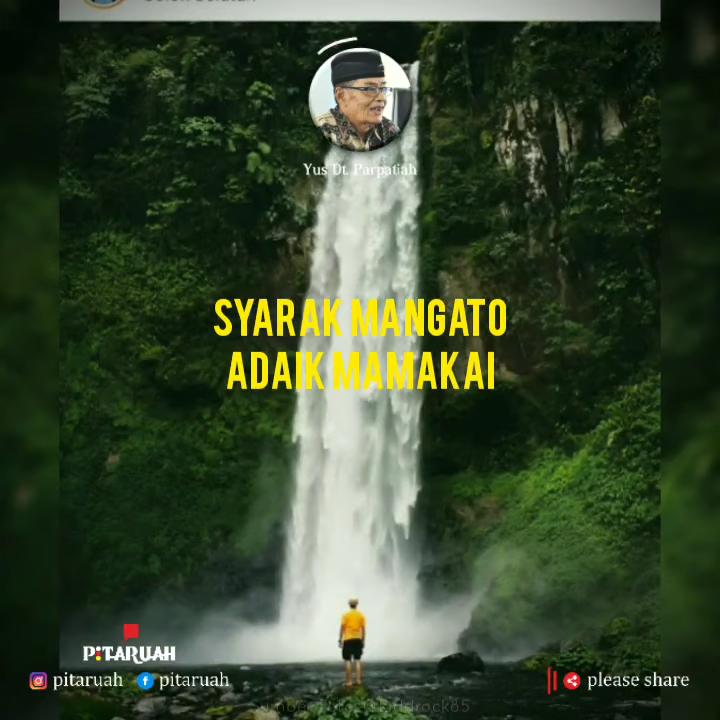 Yus Dt. Parpatiah
SYARAK MANGATO
ADAIK MAMAKAI
PITARUAH
pitaruah pitaruah please share